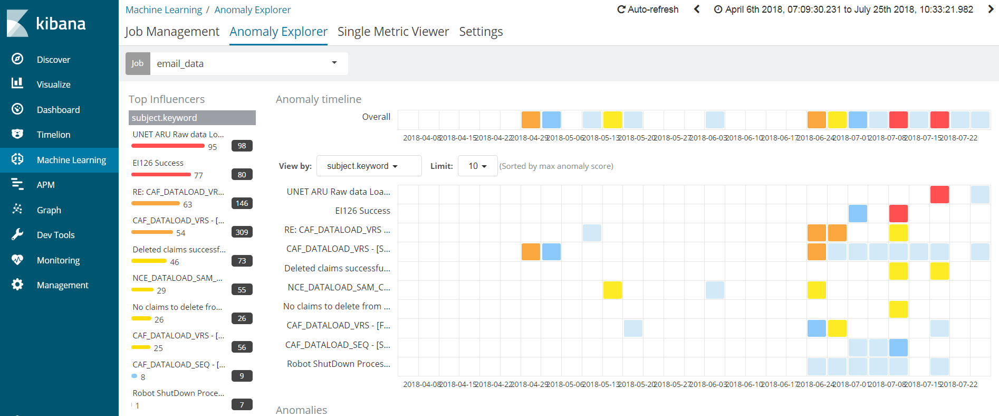 kibana
Discover
Visualize
Dashboard
Timelion
Machine Learning
APM
Graph
Dev Tools
Monitoring
Management
Machine Learning / Anomaly Explorer
Auto-refresh
April 6th 2018, 07:09:30.231 to July 25th 2018, 10:33:21.982
Job Management Anomaly Explorer Single Metric Viewer Settings
Job email_data
Top Influencers
subject.keyword
UNET ARU Raw data Lo...
95 98
EI126 Success
77 80
RE: CAF_DATALOAD_VR...
63 146
CAF_DATALOAD_VRS - [...
54 309
Deleted claims successf...
46 73
NCE_DATALOAD_SAM_...
29 55
No claims to delete fro...
26 26
CAF_DATALOAD_VRS - [...
25 56
CAF_DATALOAD_SEQ - [...
8 9
Robot ShutDown Proce...
1 7
Anomaly timeline
Overall
2018-04-08 2018-04-15 2018-04-22 2018-04-29 2018-05-06 2018-05-13 2018-05-20 2018-05-27 2018-06-03 2018-06-10 2018-06-17 2018-06-24 2018-07-01 2018-07-08 2018-07-15 2018-07-22
View by: subject.keyword Limit: 10 (Sorted by max anomaly score)
UNET ARU Raw data Loa...
EI126 Success
RE: CAF_DATALOAD_VRS ...
CAF_DATALOAD_VRS - [S...
Deleted claims successfu...
NCE_DATALOAD_SAM_C...
No claims to delete from ...
CAF_DATALOAD_VRS - [F...
CAF_DATALOAD_SEQ - [S...
Robot ShutDown Proces...
2018-04-08 2018-04-15 2018-04-22 2018-04-29 2018-05-06 2018-05-13 2018-05-20 2018-05-27 2018-06-03 2018-06-10 2018-06-17 2018-06-24 2018-07-01 2018-07-08 2018-07-15 2018-07-22
Anomalies